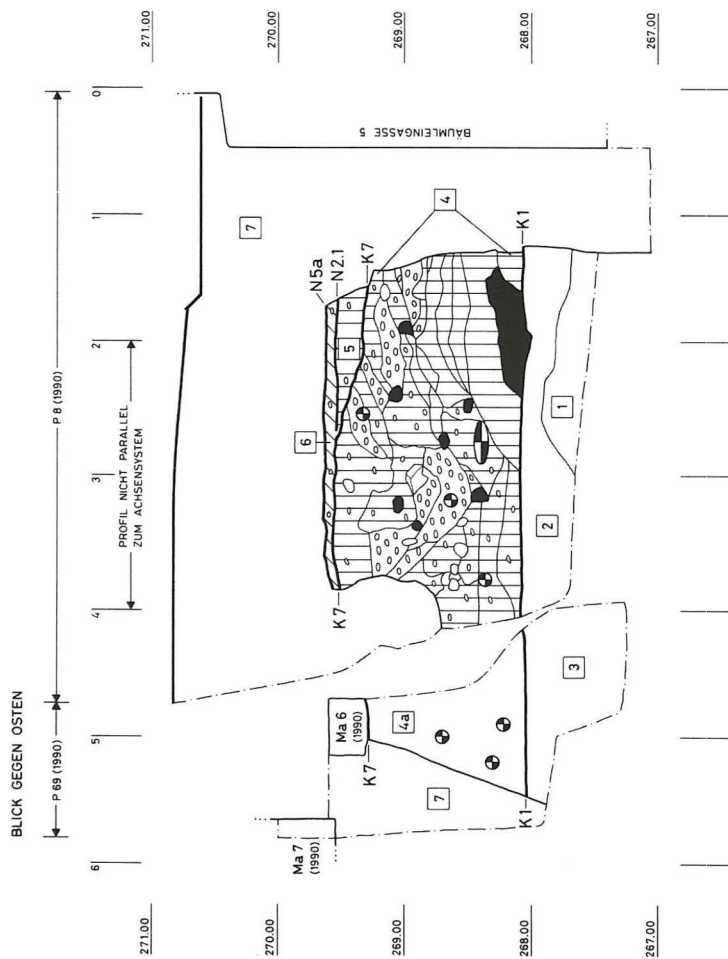 BLICK GEGEN OSTEN
P 69 (1990)
P 8 (1990)
PROFIL NICHT PARALLEL
ZUM ACHSENSYSTEM
6
5
4
3
2
1
0
271.00
271.00
270.00
270.00
269.00
269.00
268.00
268.00
267.00
267.00
7
BÄUMLEINGASSE 5
Ma 7
(1990)
Ma 6
(1990)
K7
K7
6
5
N5a
N2.1
K7
4
4a
7
K1
K1
3
2
1